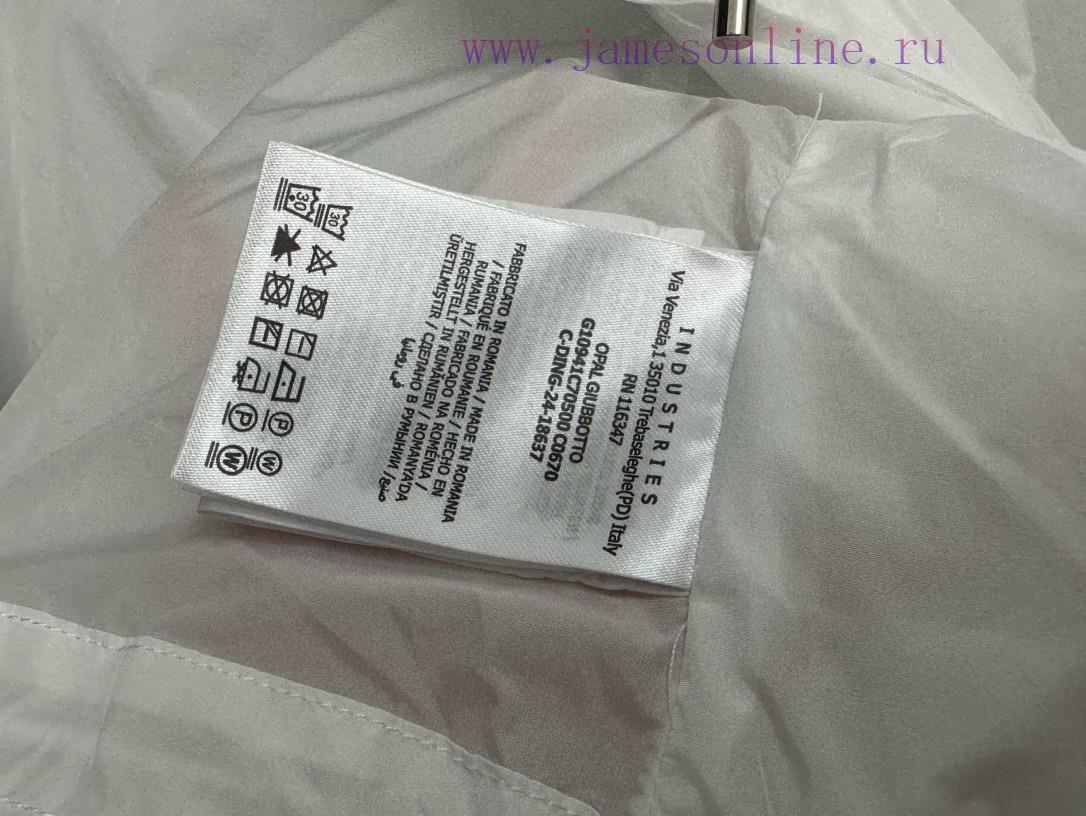 www.jamesonline.ru
INDUSTRIES
Via Venezia,1 35010 Trebaseleghe(PD) Italy
RN 116347
OPAL GIUBBOTTO
G10941C70500 C0670
C-DING-24-18637
FABBRICATO IN ROMANIA / MADE IN ROMANIA
/ FABRIQUÉ EN ROUMANIE / HECHO EN
RUMANIA / FABRICADO NA ROMÉNIA /
HERGESTELLT IN RUMÄNIEN / ROMANYA'DA
ÜRETILMIŞTIR / СДЕЛАНО В РУМЫНИИ / صنع
في رومانيا
30
30
P
P
W
W